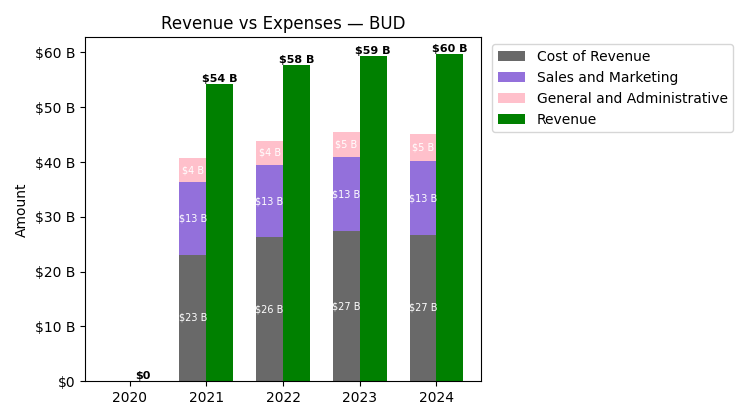 Revenue vs Expenses — BUD
$60 B
$50 B
$40 B
$30 B
$20 B
$10 B
$0
Amount
$0
$54 B
$58 B
$59 B
$60 B
$4 B
$4 B
$5 B
$5 B
$13 B
$13 B
$13 B
$13 B
$23 B
$26 B
$27 B
$27 B
2020
2021
2022
2023
2024
Cost of Revenue
Sales and Marketing
General and Administrative
Revenue